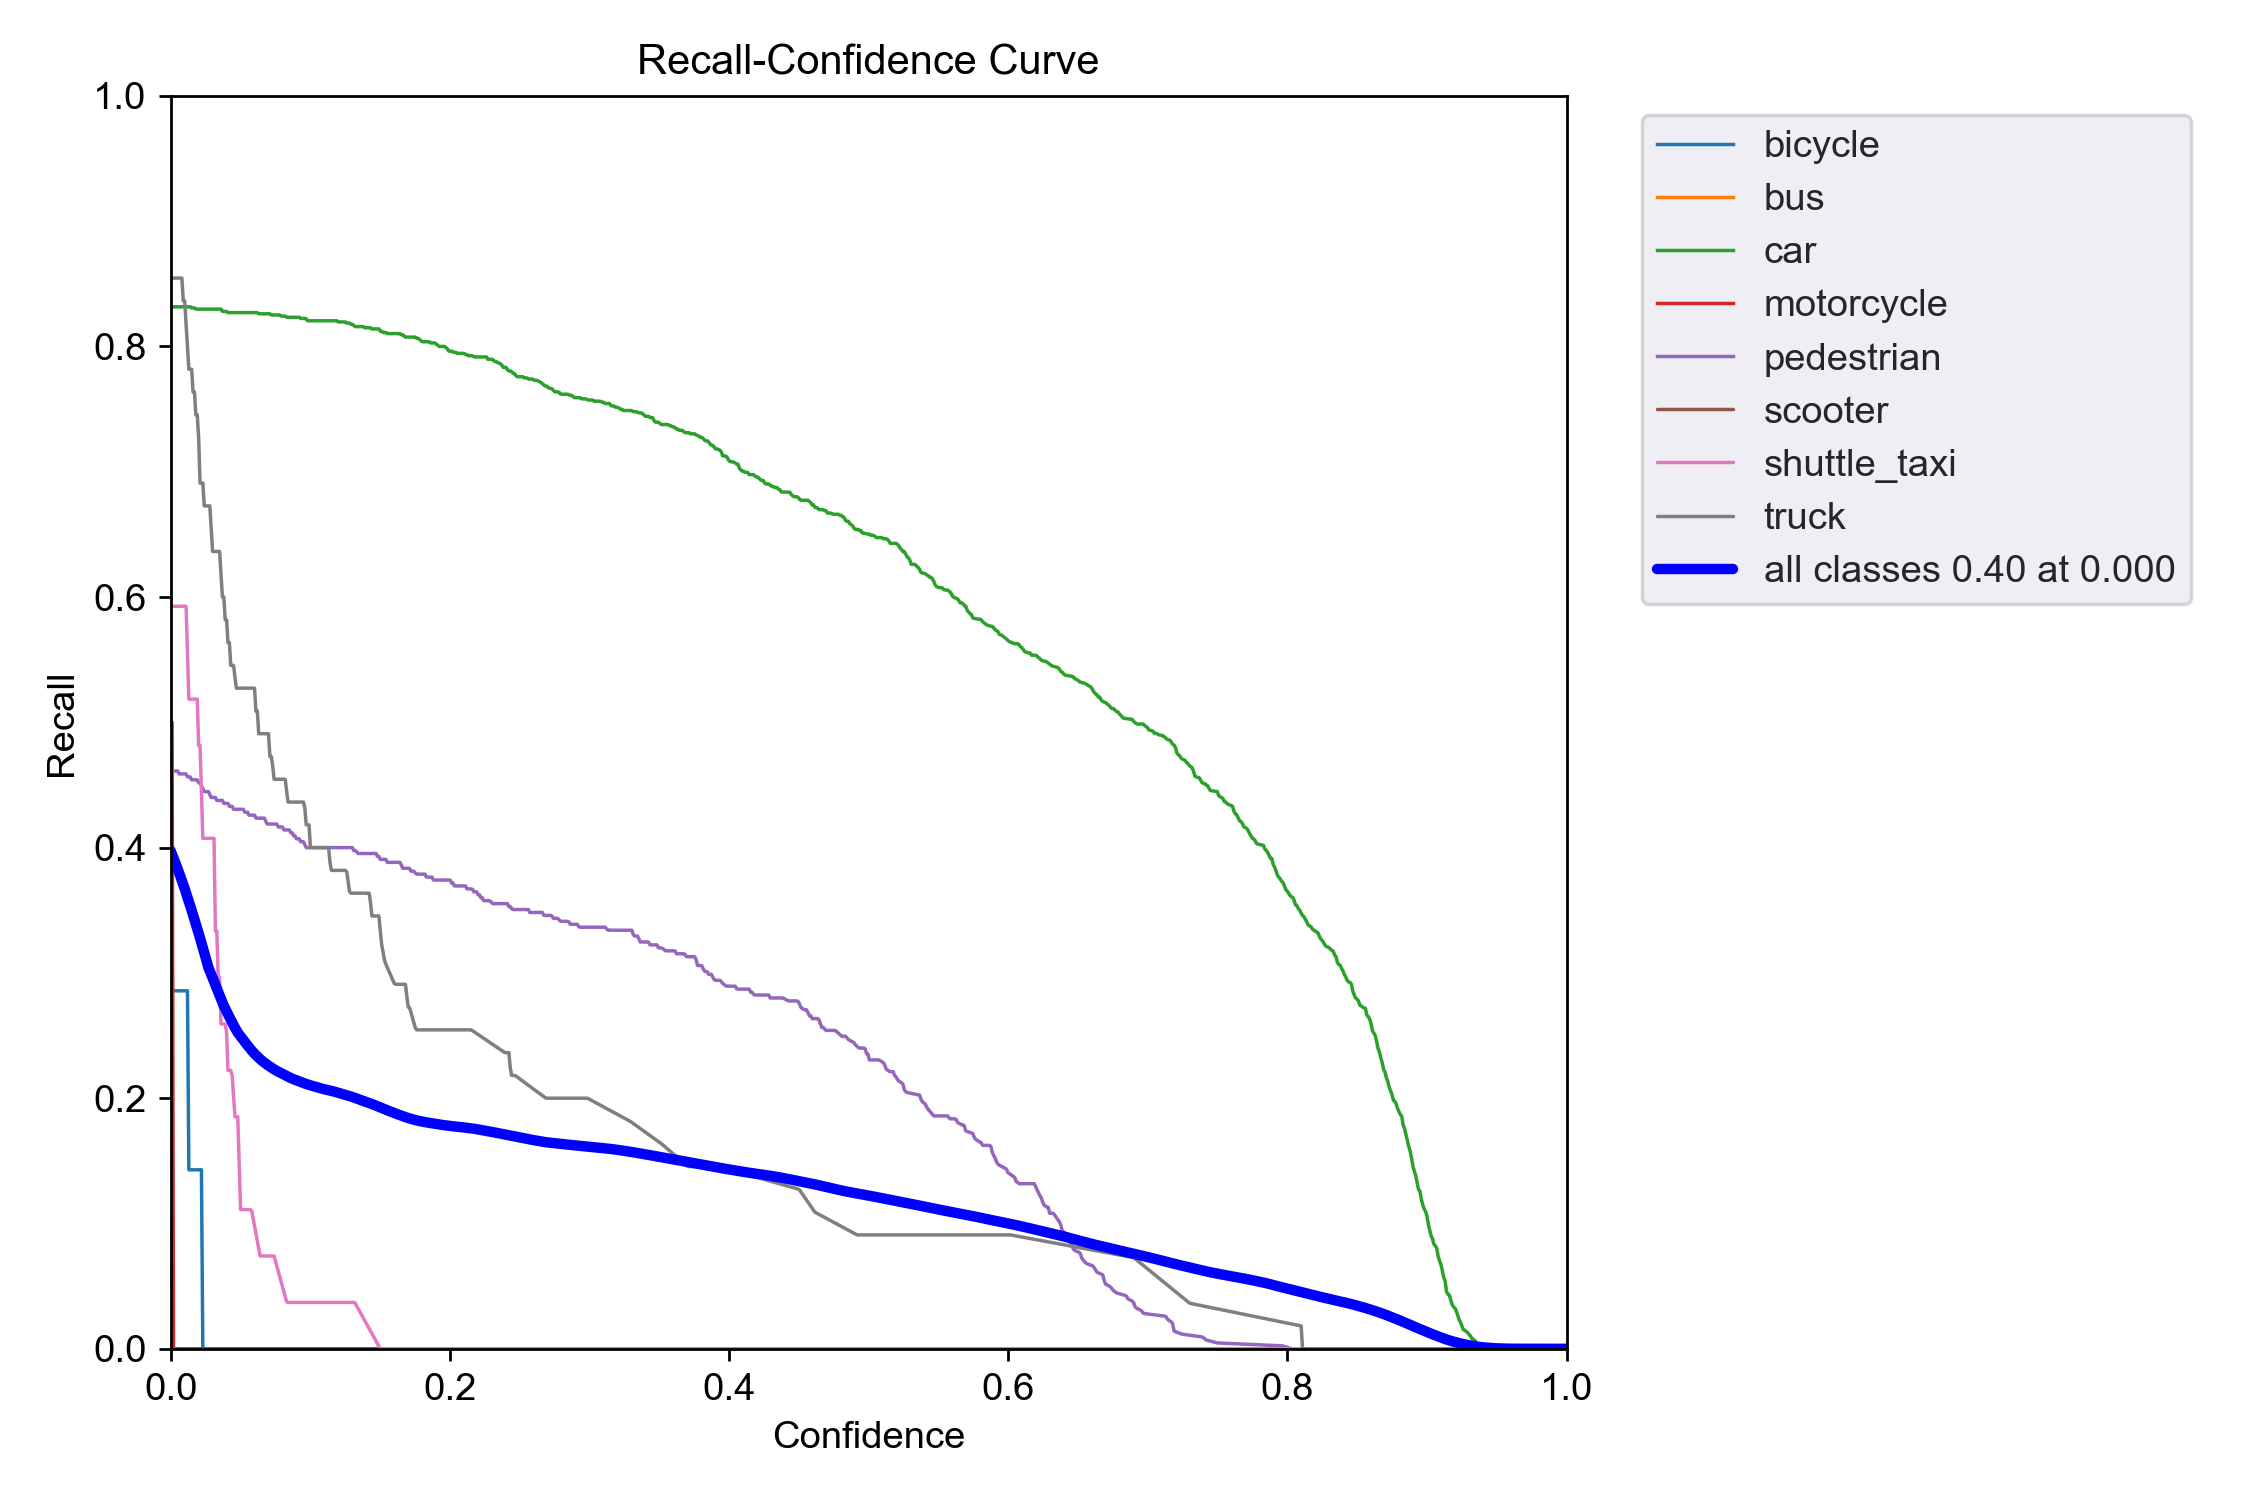 Recall-Confidence Curve
1.0
0.8
0.6
0.4
0.2
0.0
Recall
0.0 0.2 0.4 0.6 0.8 1.0
Confidence
bicycle
bus
car
motorcycle
pedestrian
scooter
shuttle_taxi
truck
all classes 0.40 at 0.000